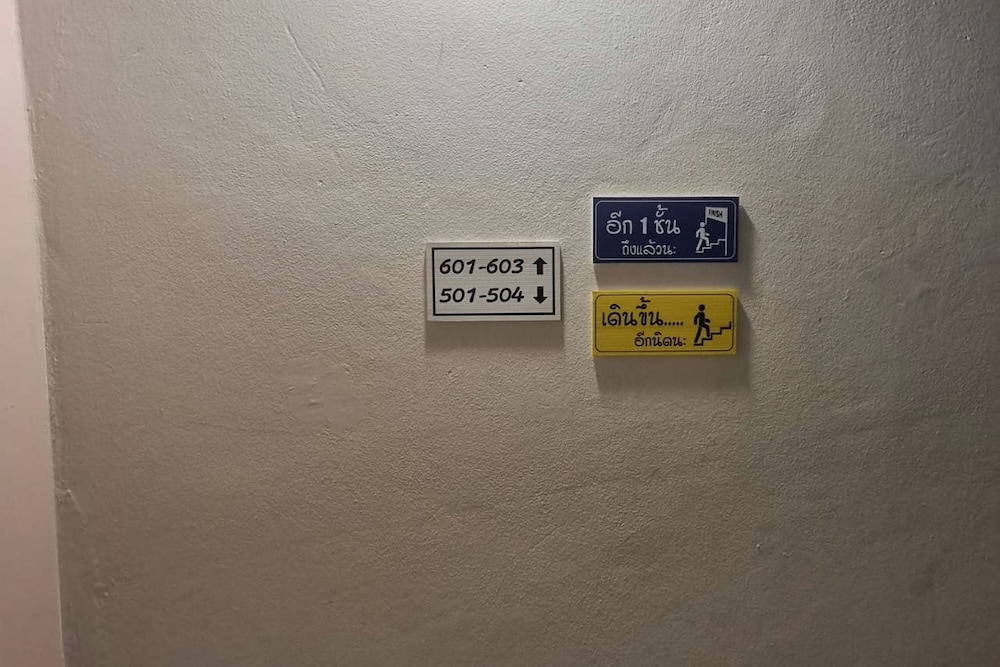 601-603 ↑
501-504 ↓
อีก 1 ชั้น
ถึงแล้วนะ
FINISH
เดินขึ้น.....
อีกนิดนะ